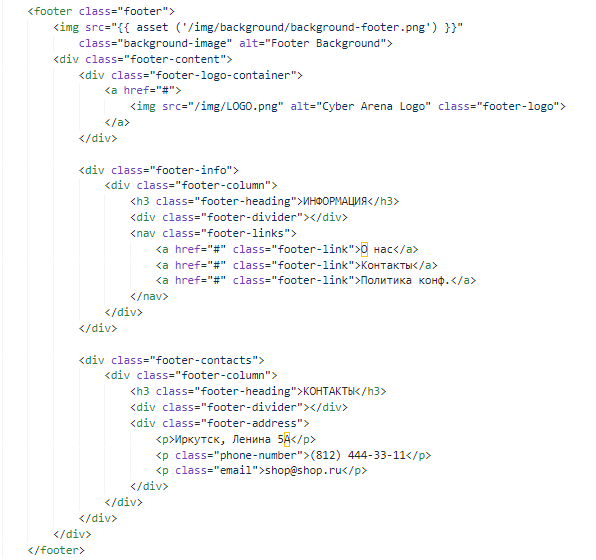 <footer class="footer">
<img src="{{ asset ('/img/background/background-footer.png') }}"
class="background-image" alt="Footer Background">
<div class="footer-content">
<div class="footer-logo-container">
<a href="#">
<img src="/img/LOGO.png" alt="Cyber Arena Logo" class="footer-logo">
</a>
</div>
<div class="footer-info">
<div class="footer-column">
<h3 class="footer-heading">ИНФОРМАЦИЯ</h3>
<div class="footer-divider"></div>
<nav class="footer-links">
<a href="#" class="footer-link">О нас</a>
<a href="#" class="footer-link">Контакты</a>
<a href="#" class="footer-link">Политика конф.</a>
</nav>
</div>
</div>
<div class="footer-contacts">
<div class="footer-column">
<h3 class="footer-heading">КОНТАКТЫ</h3>
<div class="footer-divider"></div>
<div class="footer-address">
<p>Иркутск, Ленина 5А</p>
<p class="phone-number">(812) 444-33-11</p>
<p class="email">shop@shop.ru</p>
</div>
</div>
</div>
</div>
</footer>